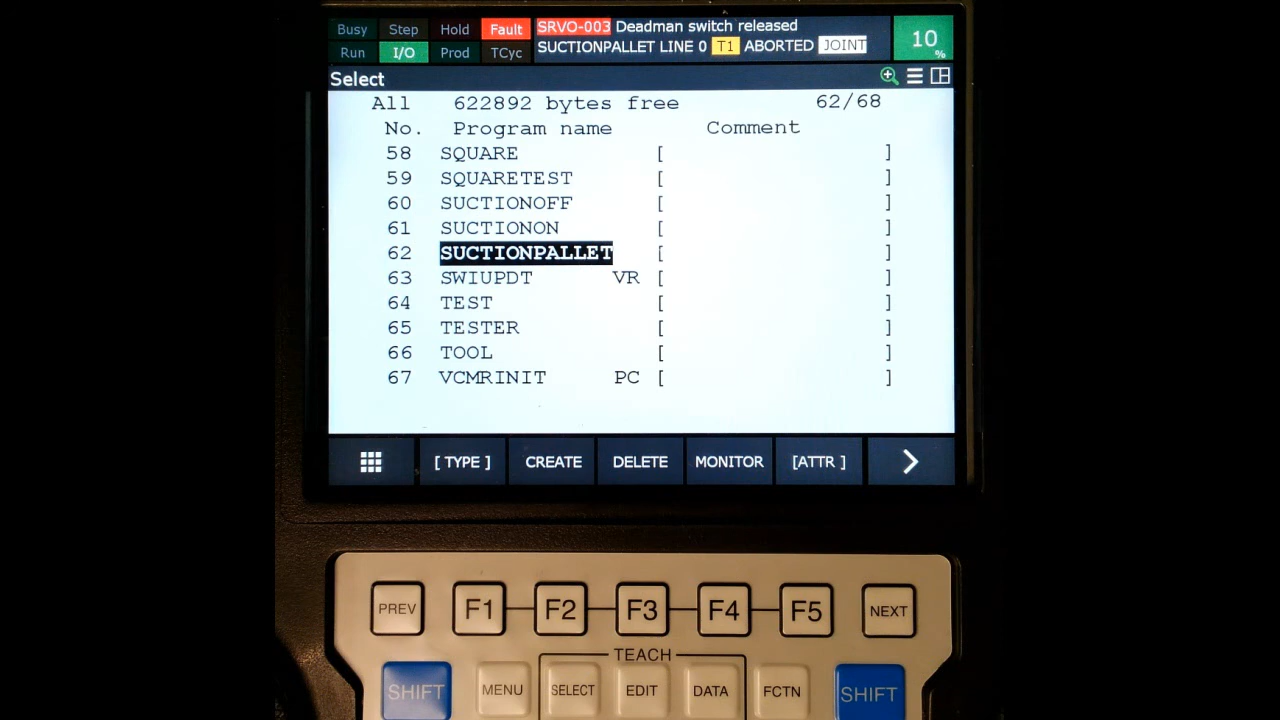 Busy Step Hold Fault SRVO-003 Deadman switch released
Run I/O Prod TCyc SUCTIONPALLET LINE 0 T1 ABORTED JOINT 10 %
Select
All 622892 bytes free 62/68
No. Program name Comment
58 SQUARE [ ]
59 SQUARETEST [ ]
60 SUCTIONOFF [ ]
61 SUCTIONON [ ]
62 SUCTIONPALLET [ ]
63 SWIUPDT VR [ ]
64 TEST [ ]
65 TESTER [ ]
66 TOOL [ ]
67 VCMRINIT PC [ ]
[ TYPE ] CREATE DELETE MONITOR [ATTR ] >
PREV F1 F2 F3 F4 F5 NEXT
TEACH
SHIFT MENU SELECT EDIT DATA FCTN SHIFT